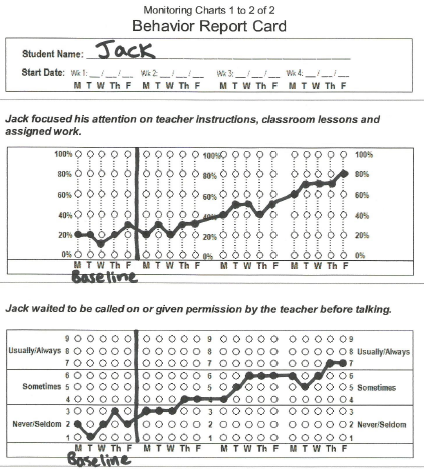 Monitoring Charts 1 to 2 of 2
Behavior Report Card
Student Name: Jack
Start Date: Wk 1: __/__/__ Wk 2: __/__/__ Wk 3: __/__/__ Wk 4: __/__/__
M T W Th F M T W Th F M T W Th F M T W Th F
Jack focused his attention on teacher instructions, classroom lessons and
assigned work.
100% 100% 100%
80% 80% 80%
60% 60% 60%
40% 40% 40%
20% 20% 20%
0% 0% 0%
M T W Th F M T W Th F M T W Th F M T W Th F
Baseline
Jack waited to be called on or given permission by the teacher before talking.
9 9 9
Usually/Always 8 8 8 Usually/Always
7 7 7
6 6 6
Sometimes 5 5 5 Sometimes
4 4 4
3 3 3
Never/Seldom 2 2 2 Never/Seldom
1 1 1
M T W Th F M T W Th F M T W Th F M T W Th F
Baseline